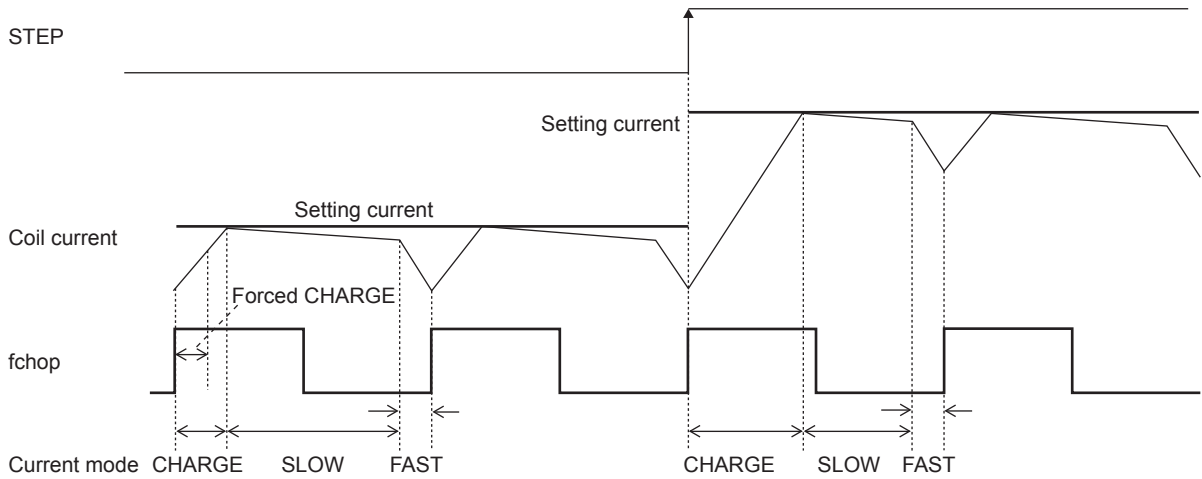 STEP
Setting current
Setting current
Coil current
Forced CHARGE
fchop
Current mode CHARGE SLOW FAST CHARGE SLOW FAST